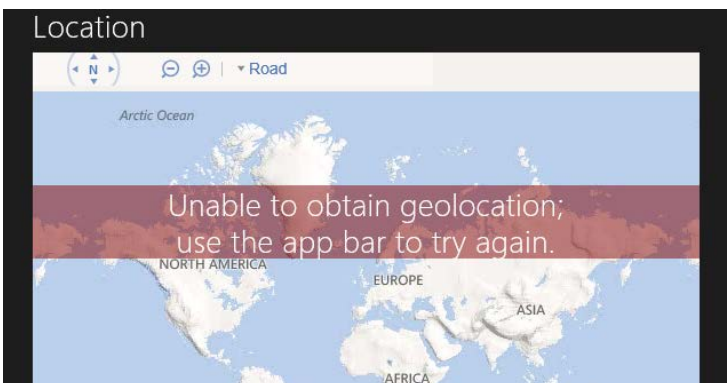 Location
N
Road
Arctic Ocean
Unable to obtain geolocation;
use the app bar to try again.
NORTH AMERICA
EUROPE
ASIA
AFRICA